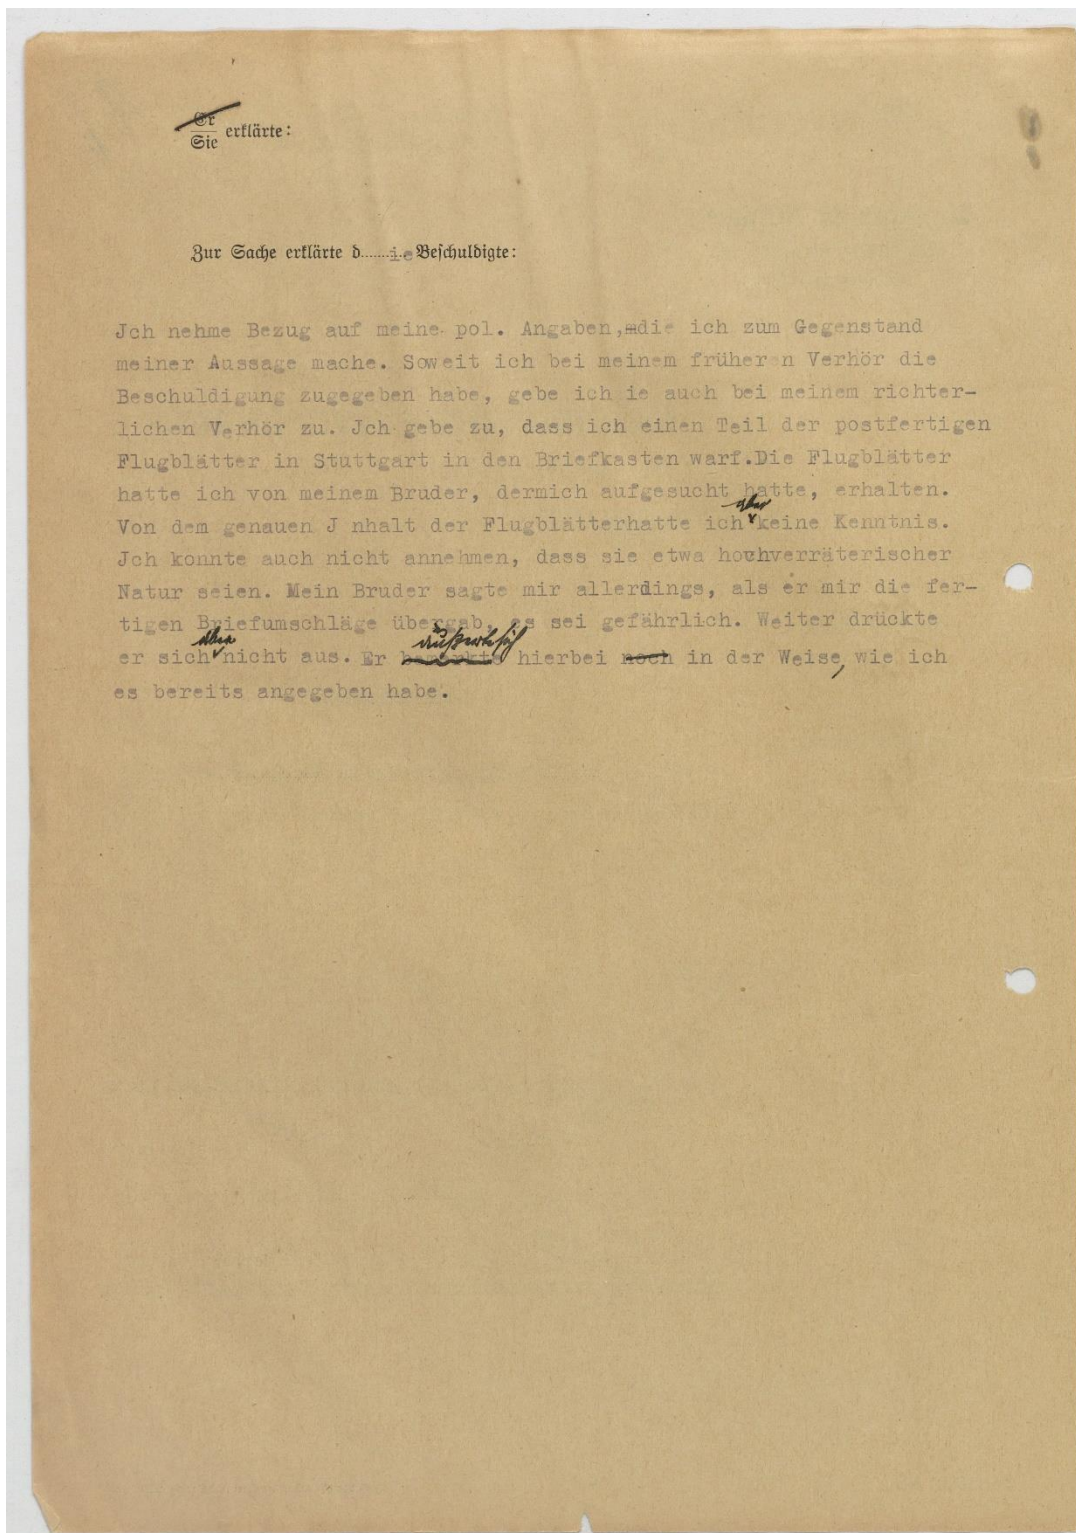 Er
Sie erklärte:
Zur Sache erklärte d......ie Beschuldigte:
Jch nehme Bezug auf meine pol. Angaben, die ich zum Gegenstand
meiner Aussage mache. Soweit ich bei meinem früheren Verhör die
Beschuldigung zugegeben habe, gebe ich ie auch bei meinem richter-
lichen Verhör zu. Jch gebe zu, dass ich einen Teil der postfertigen
Flugblätter in Stuttgart in den Briefkasten warf.Die Flugblätter
hatte ich von meinem Bruder, dermich aufgesucht hatte, erhalten.
aber
Von dem genauen J nhalt der Flugblätterhatte ich keine Kenntnis.
Jch konnte auch nicht annehmen, dass sie etwa hochverräterischer
Natur seien. Mein Bruder sagte mir allerdings, als er mir die fer-
tigen Briefumschläge übergab, es sei gefährlich. Weiter drückte
aber äußerte sich
er sich nicht aus. Er bemerkte hierbei noch in der Weise, wie ich
es bereits angegeben habe.